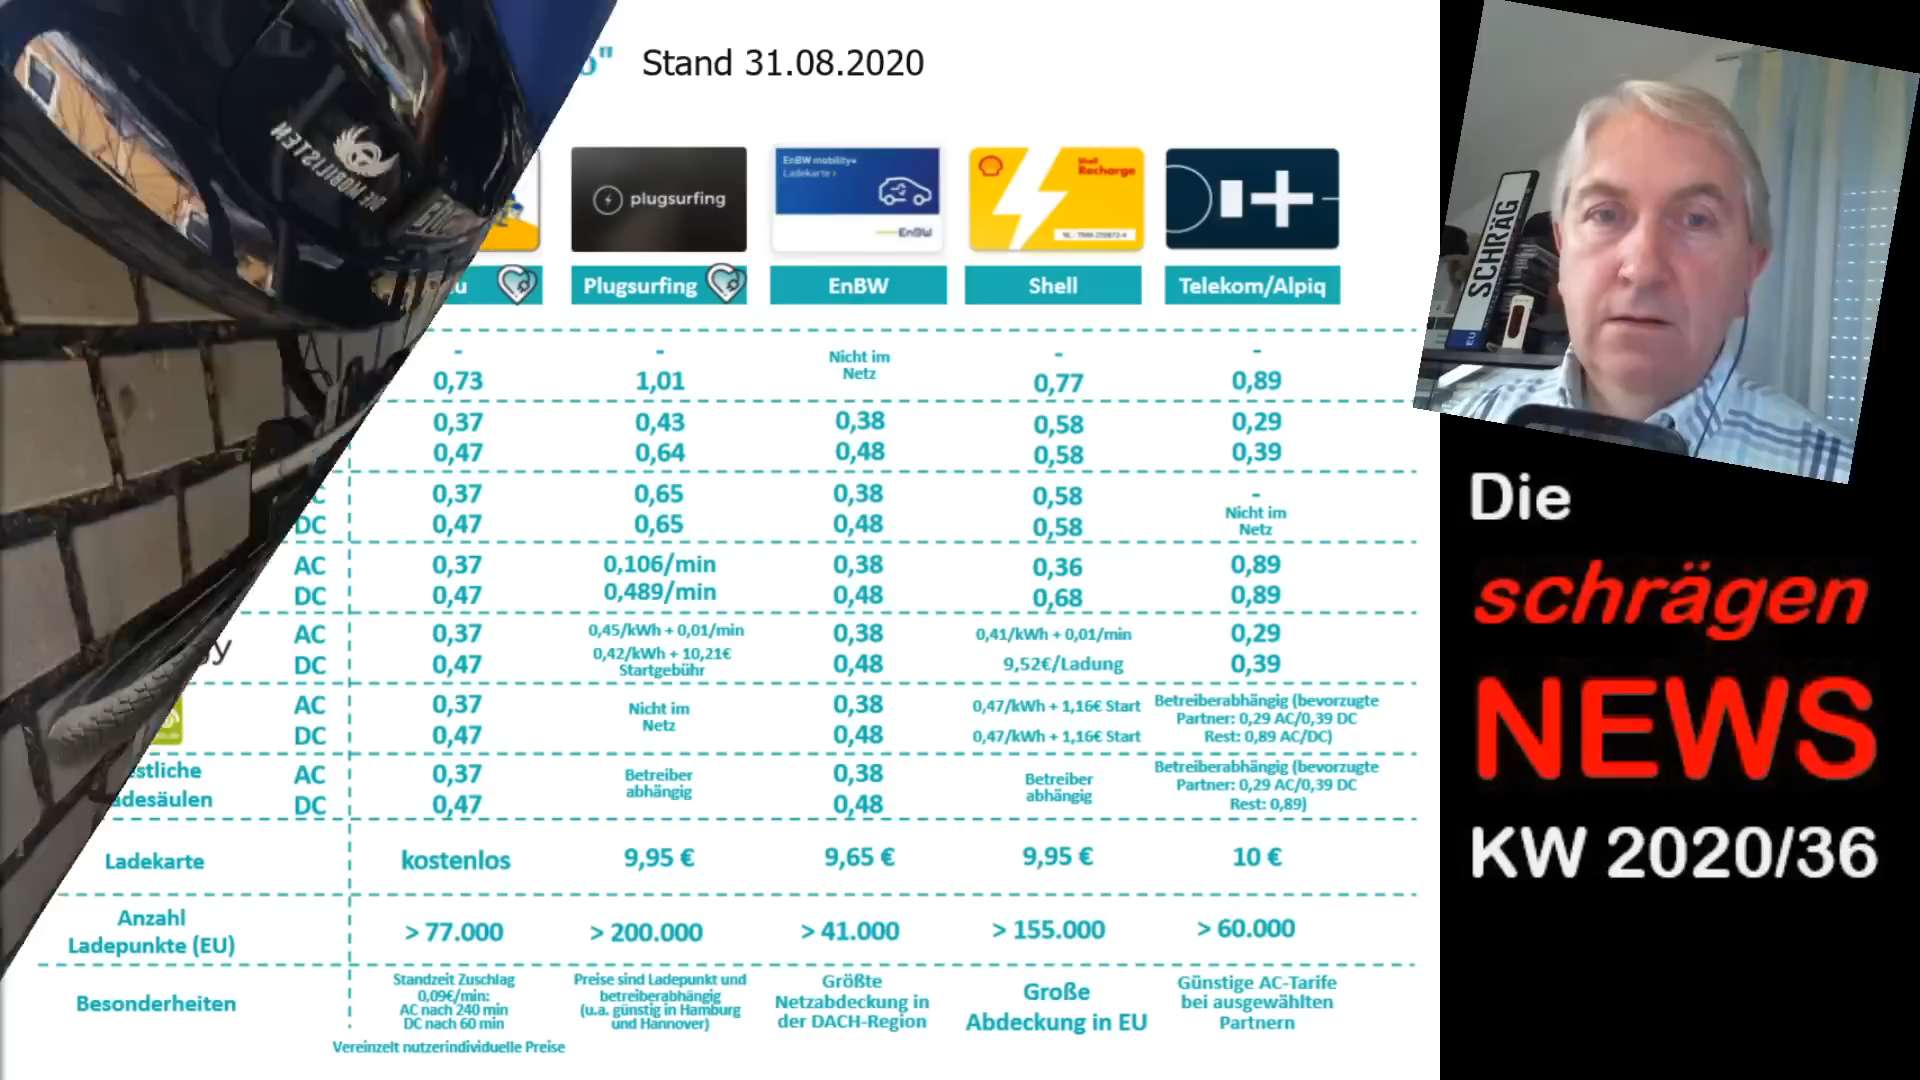 o" Stand 31.08.2020
DIE MOBILISTEN
plugsurfing
EnBW mobility+
Ladekarte
EnBW
Shell
Recharge
SCHRÄG
EU
u
Plugsurfing
EnBW
Shell
Telekom/Alpiq
- - Nicht im Netz - -
0,73 1,01 0,77 0,89
0,37 0,43 0,38 0,58 0,29
0,47 0,64 0,48 0,58 0,39
C 0,37 0,65 0,38 0,58 -
DC 0,47 0,65 0,48 0,58 Nicht im Netz
AC 0,37 0,106/min 0,38 0,36 0,89
DC 0,47 0,489/min 0,48 0,68 0,89
gy
AC 0,37 0,45/kWh + 0,01/min 0,38 0,41/kWh + 0,01/min 0,29
DC 0,47 0,42/kWh + 10,21€ Startgebühr 0,48 9,52€/Ladung 0,39
AC 0,37 Nicht im Netz 0,38 0,47/kWh + 1,16€ Start Betreiberabhängig (bevorzugte
Partner: 0,29 AC/0,39 DC
DC 0,47 0,48 0,47/kWh + 1,16€ Start Rest: 0,89 AC/DC)
estliche adesäulen
AC 0,37 Betreiber abhängig 0,38 Betreiber abhängig Betreiberabhängig (bevorzugte
Partner: 0,29 AC/0,39 DC
DC 0,47 0,48 Rest: 0,89)
Ladekarte kostenlos 9,95 € 9,65 € 9,95 € 10 €
Anzahl
Ladepunkte (EU) > 77.000 > 200.000 > 41.000 > 155.000 > 60.000
Besonderheiten
Standzeit Zuschlag
0,09€/min:
AC nach 240 min
DC nach 60 min
Vereinzelt nutzerindividuelle Preise
Preise sind Ladepunkt und
betreiberabhängig
(u.a. günstig in Hamburg
und Hannover)
Größte
Netzabdeckung in
der DACH-Region
Große
Abdeckung in EU
Günstige AC-Tarife
bei ausgewählten
Partnern
Die
schrägen
NEWS
KW 2020/36